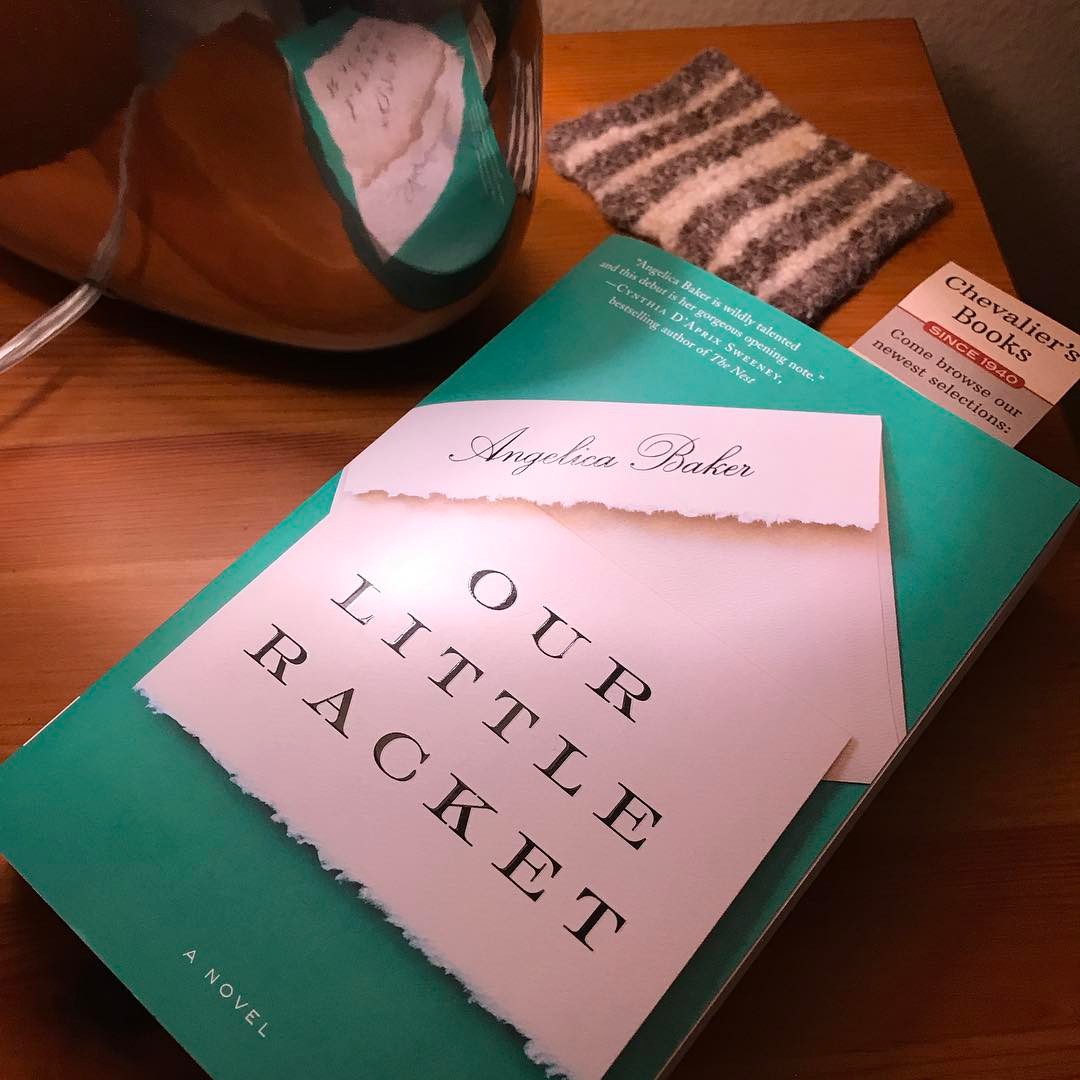 "Angelica Baker is wildly talented
and this debut is her gorgeous opening note."
—CYNTHIA D'APRIX SWEENEY,
bestselling author of The Nest
Angelica Baker
OUR
LITTLE
RACKET
A NOVEL
Chevalier's
Books
SINCE 1940
Come browse our
newest selections: